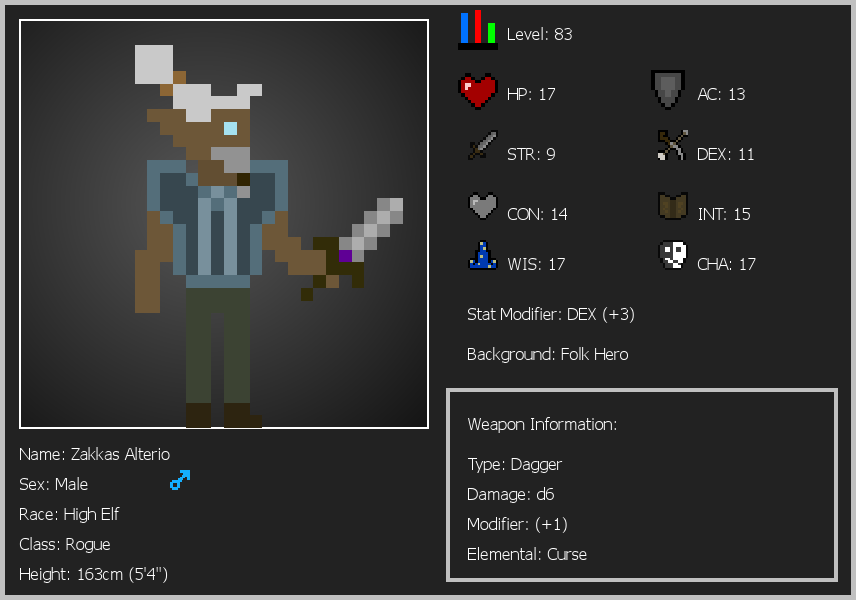 Level: 83
HP: 17
AC: 13
STR: 9
DEX: 11
CON: 14
INT: 15
WIS: 17
CHA: 17
Stat Modifier: DEX (+3)
Background: Folk Hero
Weapon Information:
Type: Dagger
Damage: d6
Modifier: (+1)
Elemental: Curse
Name: Zakkas Alterio
Sex: Male
Race: High Elf
Class: Rogue
Height: 163cm (5'4")